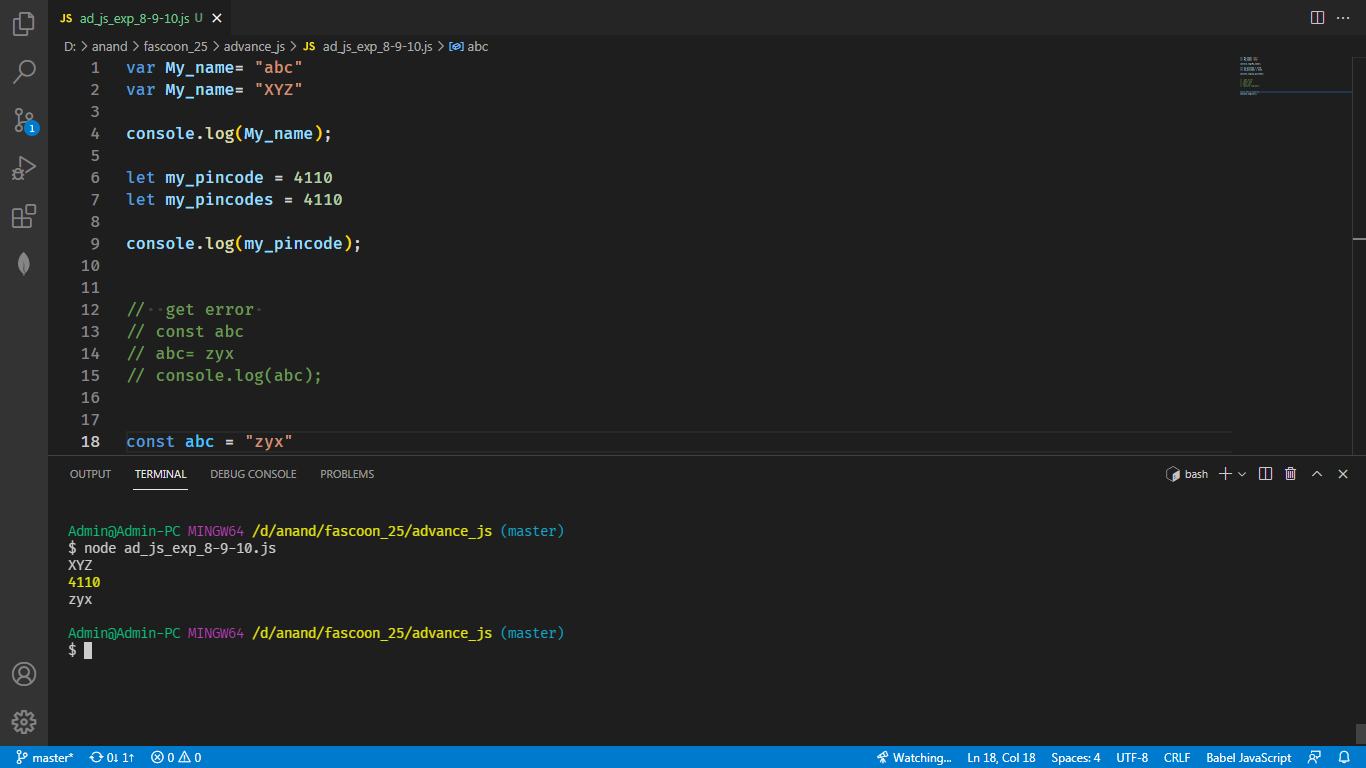 JS ad_js_exp_8-9-10.js U
D: > anand > fascoon_25 > advance_js > JS ad_js_exp_8-9-10.js > abc
1 var My_name= "abc"
2 var My_name= "XYZ"
3
4 console.log(My_name);
5
6 let my_pincode = 4110
7 let my_pincodes = 4110
8
9 console.log(my_pincode);
10
11
12 //  get error
13 // const abc
14 // abc= zyx
15 // console.log(abc);
16
17
18 const abc = "zyx"
1
OUTPUT TERMINAL DEBUG CONSOLE PROBLEMS bash
Admin@Admin-PC MINGW64 /d/anand/fascoon_25/advance_js (master)
$ node ad_js_exp_8-9-10.js
XYZ
4110
zyx
Admin@Admin-PC MINGW64 /d/anand/fascoon_25/advance_js (master)
$
master* 0↓ 1↑ 0 0 Watching... Ln 18, Col 18 Spaces: 4 UTF-8 CRLF Babel JavaScript